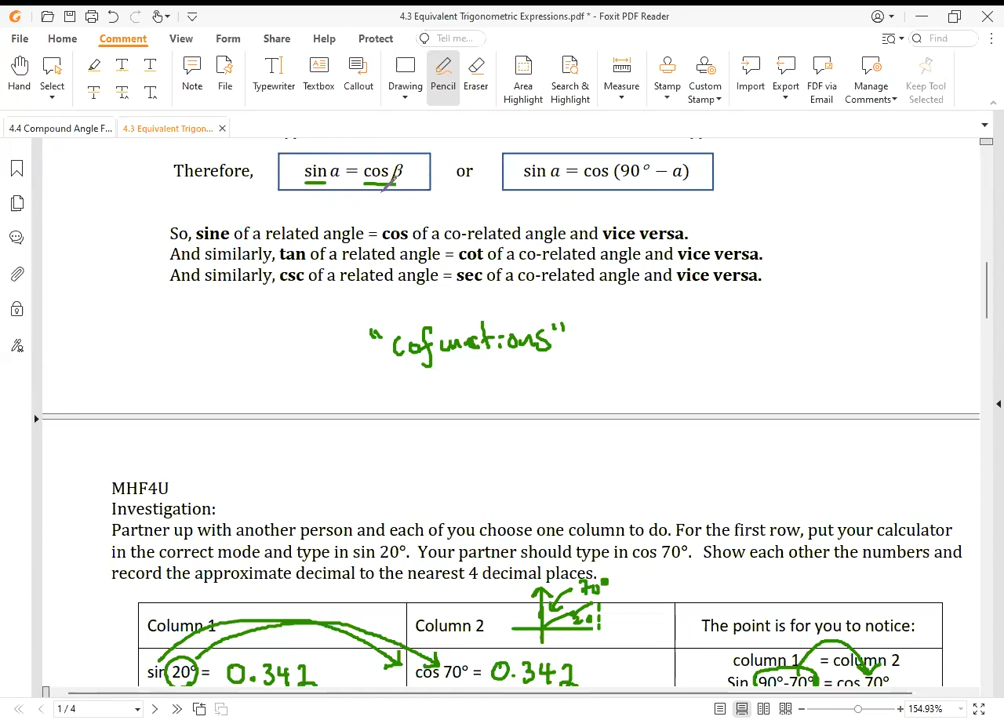 4.3 Equivalent Trigonometric Expressions.pdf * - Foxit PDF Reader
File Home Comment View Form Share Help Protect Tell me... Find
Hand Select Note File Typewriter Textbox Callout Drawing Pencil Eraser Area Highlight Search & Highlight Measure Stamp Custom Stamp Import Export FDF via Email Manage Comments Keep Tool Selected
4.4 Compound Angle F... 4.3 Equivalent Trigon...
Therefore, sin a = cos β or sin a = cos (90° − a)
So, sine of a related angle = cos of a co-related angle and vice versa.
And similarly, tan of a related angle = cot of a co-related angle and vice versa.
And similarly, csc of a related angle = sec of a co-related angle and vice versa.
"cofunctions"
MHF4U
Investigation:
Partner up with another person and each of you choose one column to do. For the first row, put your calculator
in the correct mode and type in sin 20°. Your partner should type in cos 70°. Show each other the numbers and
record the approximate decimal to the nearest 4 decimal places.
70°
Column 1 Column 2 The point is for you to notice:
column 1 = column 2
sin 20° = 0.342 cos 70° = 0.342
Sin (90°-70° = cos 70°
1 / 4 154.93%